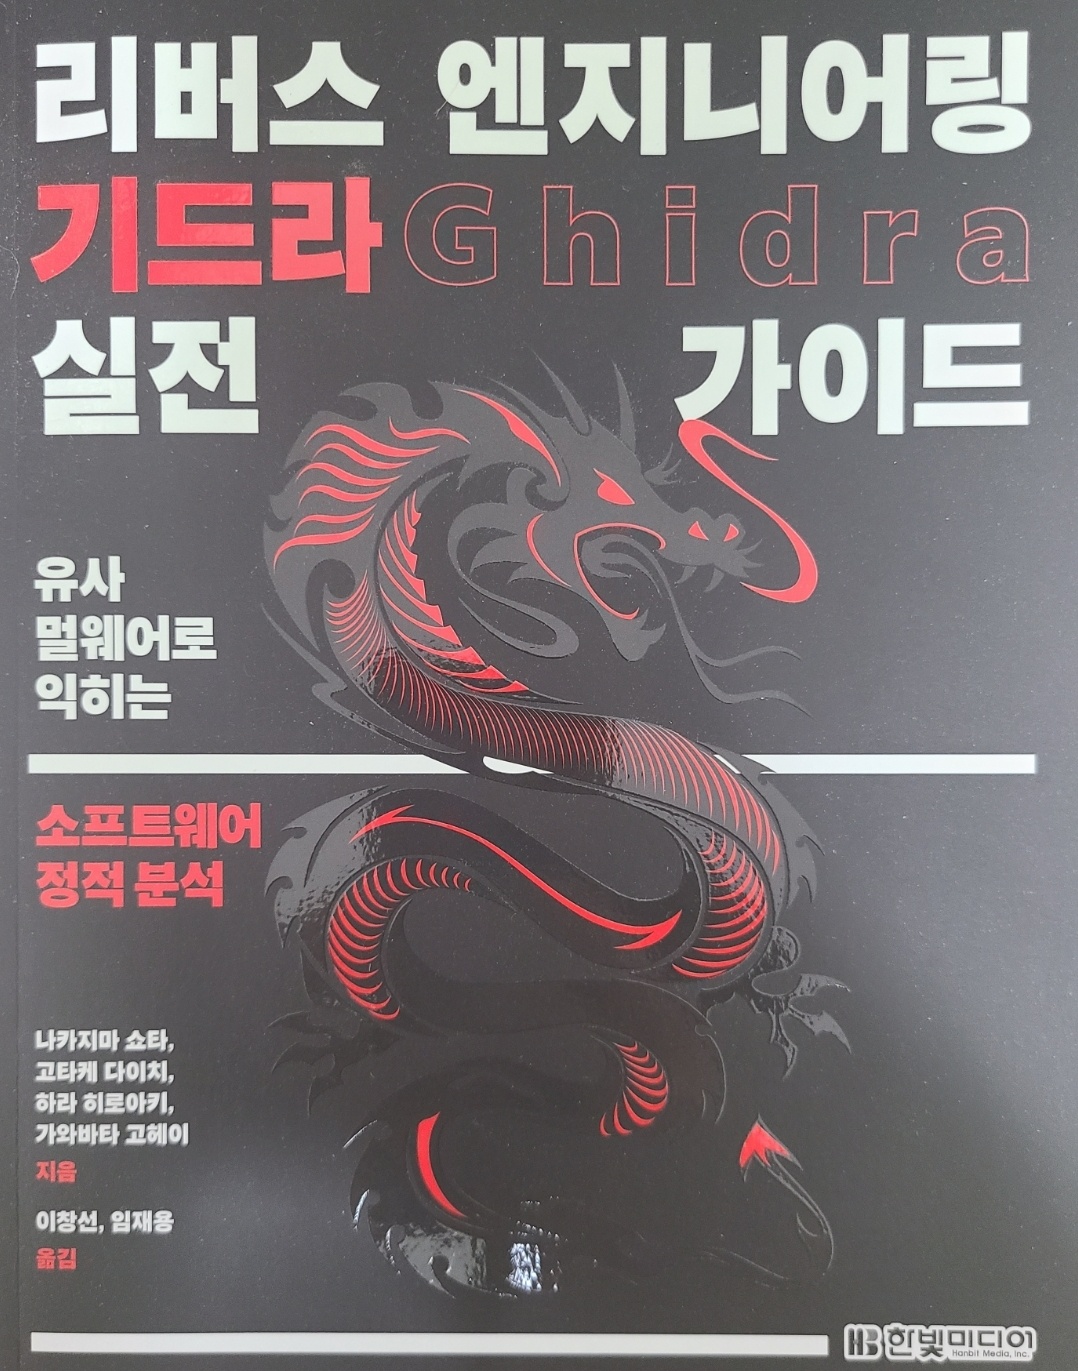 리버스 엔지니어링
기드라 Ghidra
실전 가이드
유사
멀웨어로
익히는
소프트웨어
정적 분석
나카지마 쇼타,
고타케 다이치,
하라 히로아키,
가와바타 고헤이
지음
이창선, 임재용
옮김
HB 한빛미디어
Hanbit Media, Inc.